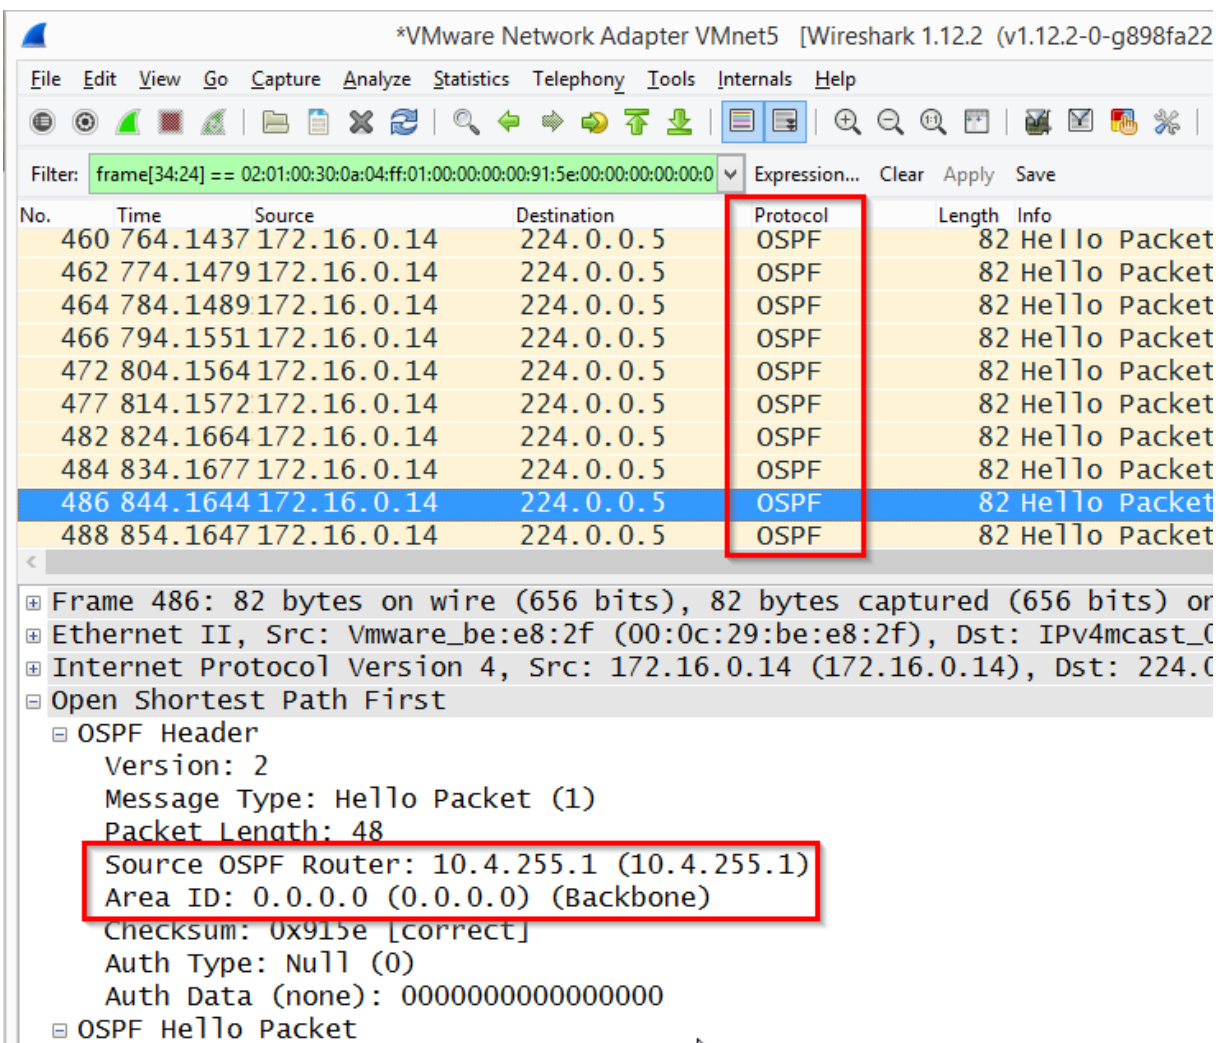 *VMware Network Adapter VMnet5 [Wireshark 1.12.2 (v1.12.2-0-g898fa22
File Edit View Go Capture Analyze Statistics Telephony Tools Internals Help
Filter: frame[34:24] == 02:01:00:30:0a:04:ff:01:00:00:00:00:91:5e:00:00:00:00:00:0 Expression... Clear Apply Save
No. Time Source Destination Protocol Length Info
460 764.1437 172.16.0.14 224.0.0.5 OSPF 82 Hello Packet
462 774.1479 172.16.0.14 224.0.0.5 OSPF 82 Hello Packet
464 784.1489 172.16.0.14 224.0.0.5 OSPF 82 Hello Packet
466 794.1551 172.16.0.14 224.0.0.5 OSPF 82 Hello Packet
472 804.1564 172.16.0.14 224.0.0.5 OSPF 82 Hello Packet
477 814.1572 172.16.0.14 224.0.0.5 OSPF 82 Hello Packet
482 824.1664 172.16.0.14 224.0.0.5 OSPF 82 Hello Packet
484 834.1677 172.16.0.14 224.0.0.5 OSPF 82 Hello Packet
486 844.1644 172.16.0.14 224.0.0.5 OSPF 82 Hello Packet
488 854.1647 172.16.0.14 224.0.0.5 OSPF 82 Hello Packet
Frame 486: 82 bytes on wire (656 bits), 82 bytes captured (656 bits) on
Ethernet II, Src: Vmware_be:e8:2f (00:0c:29:be:e8:2f), Dst: IPv4mcast_0
Internet Protocol Version 4, Src: 172.16.0.14 (172.16.0.14), Dst: 224.0
Open Shortest Path First
OSPF Header
Version: 2
Message Type: Hello Packet (1)
Packet Length: 48
Source OSPF Router: 10.4.255.1 (10.4.255.1)
Area ID: 0.0.0.0 (0.0.0.0) (Backbone)
Checksum: 0x915e [correct]
Auth Type: Null (0)
Auth Data (none): 0000000000000000
OSPF Hello Packet